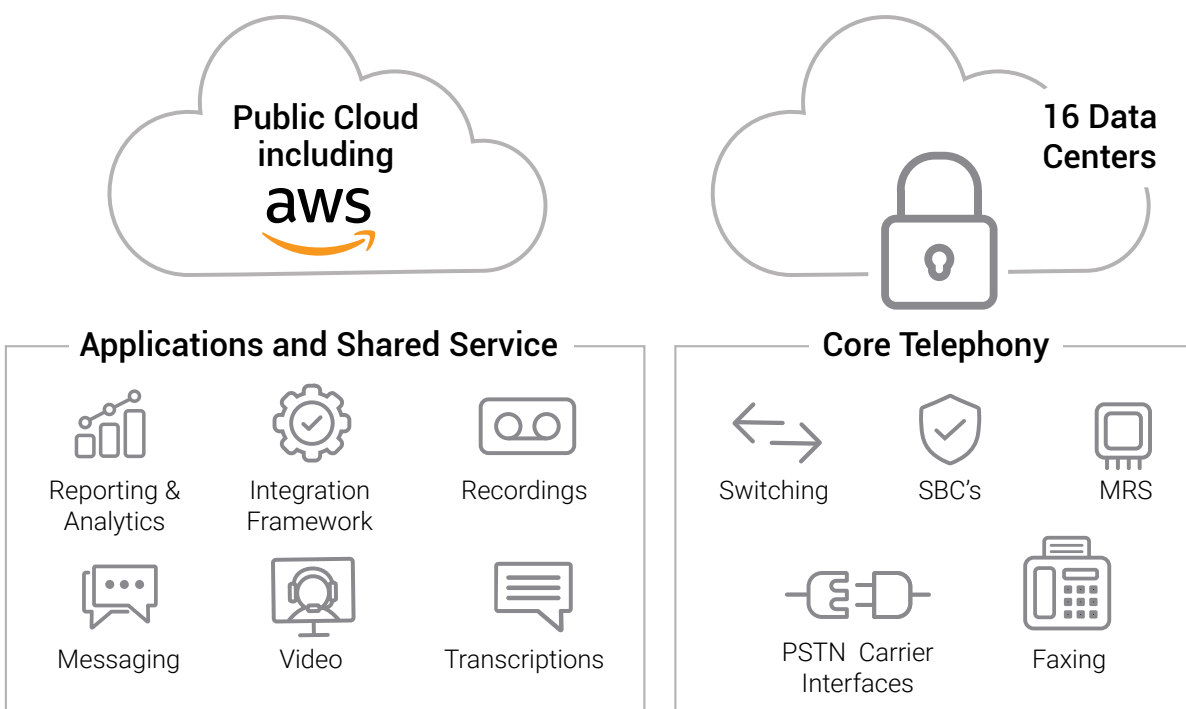 Public Cloud
including
aws
16 Data
Centers
Applications and Shared Service
Reporting &
Analytics
Integration
Framework
Recordings
Messaging
Video
Transcriptions
Core Telephony
Switching
SBC's
MRS
PSTN Carrier
Interfaces
Faxing